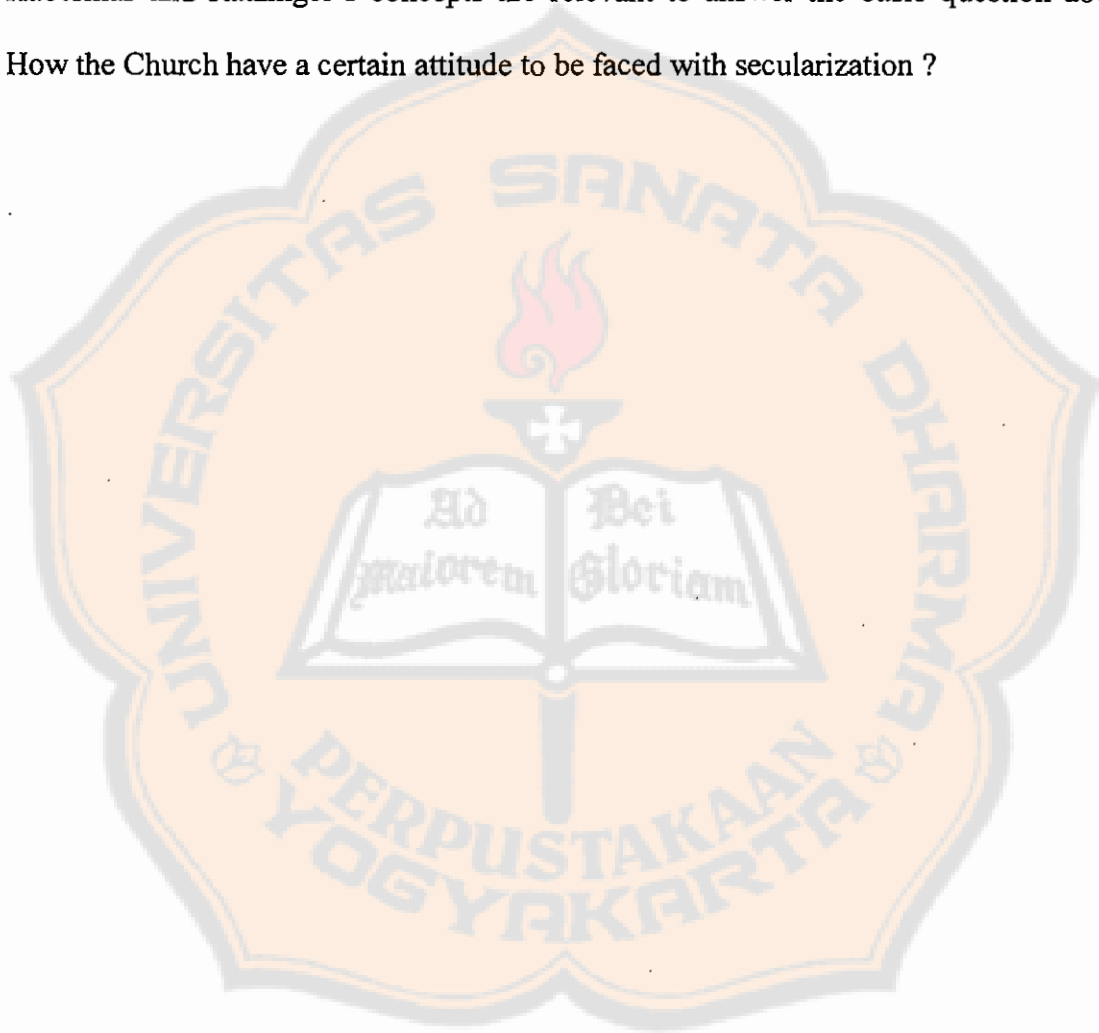 How the Church have a certain attitude to be faced with secularization ?
UNIVERSITAS SANATA DHARMA
Ad
maiorem
Dei
Gloriam
PERPUSTAKAAN
YOGYAKARTA